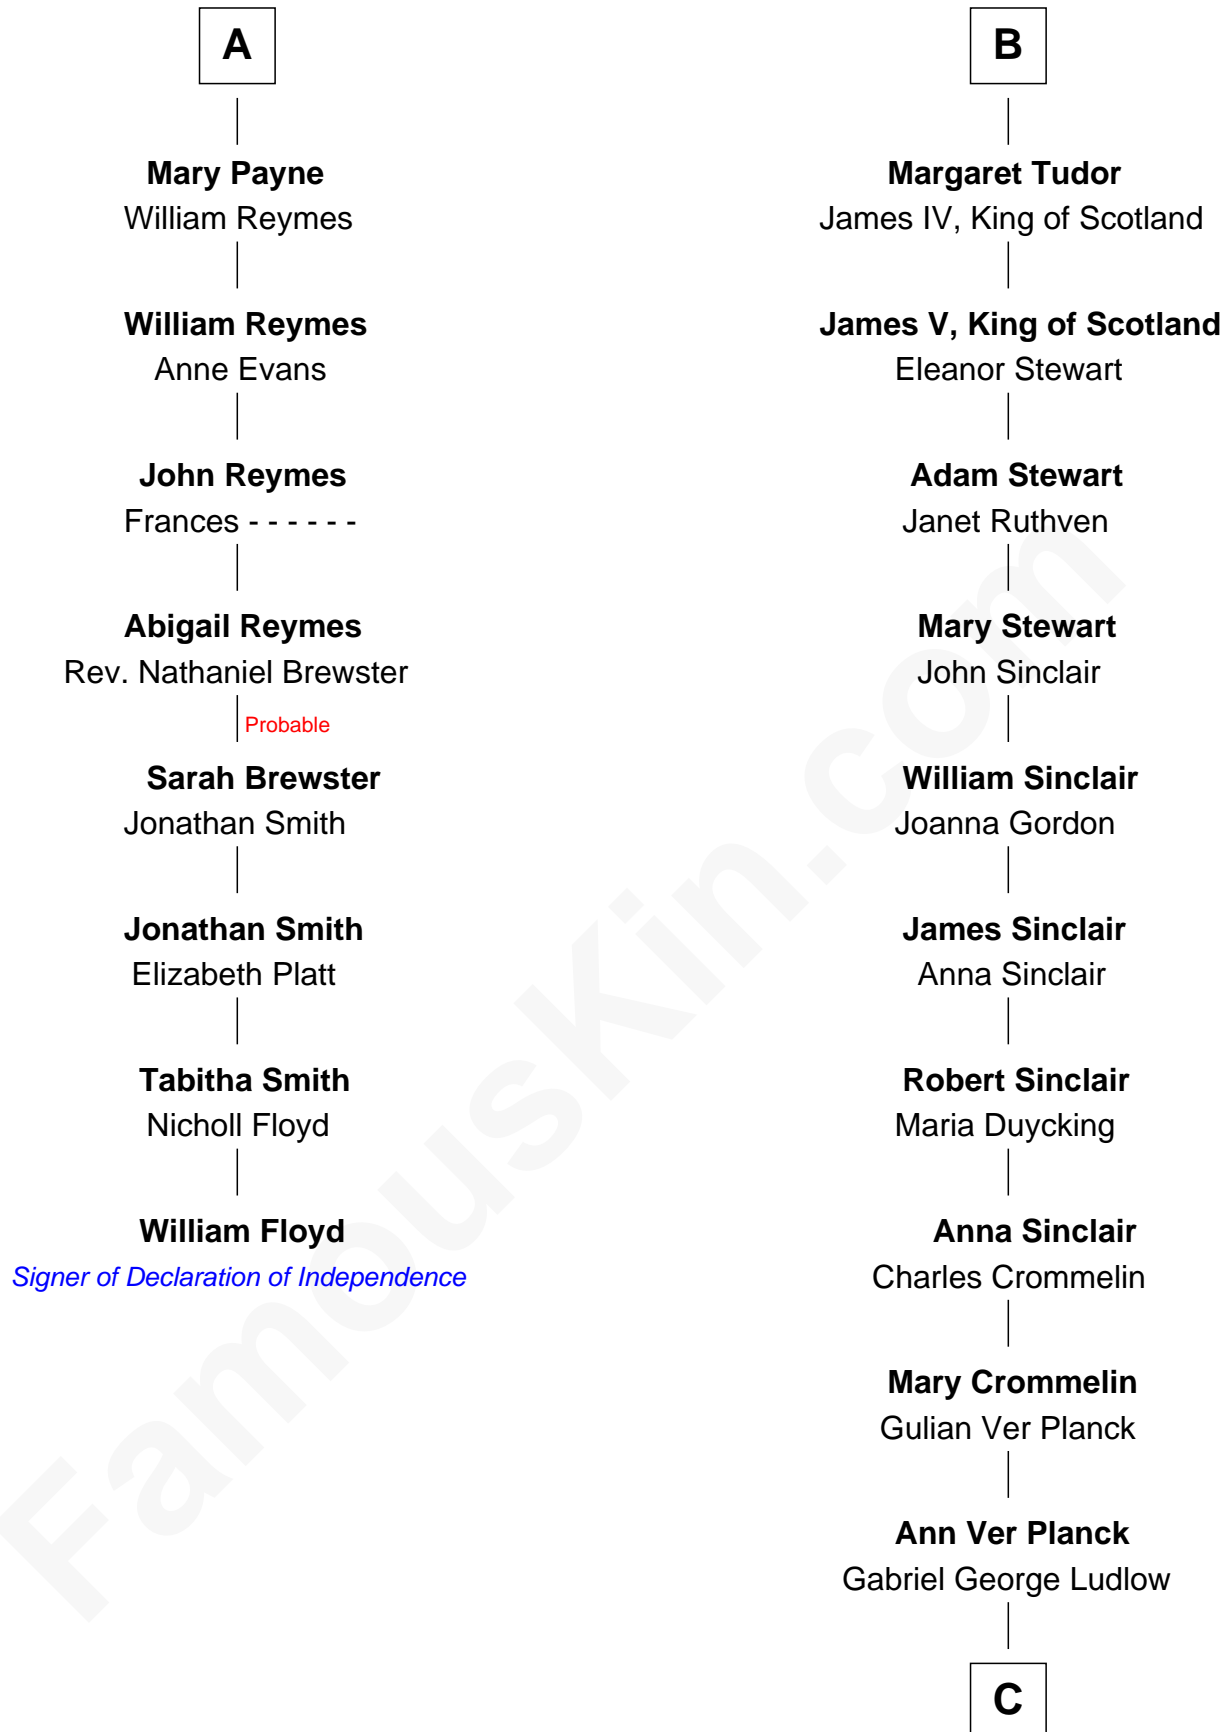 A
Mary Payne
William Reymes
William Reymes
Anne Evans
John Reymes
Frances - - - - - -
Abigail Reymes
Rev. Nathaniel Brewster
Probable
Sarah Brewster
Jonathan Smith
Jonathan Smith
Elizabeth Platt
Tabitha Smith
Nicholl Floyd
William Floyd
Signer of Declaration of Independence
B
Margaret Tudor
James IV, King of Scotland
James V, King of Scotland
Eleanor Stewart
Adam Stewart
Janet Ruthven
Mary Stewart
John Sinclair
William Sinclair
Joanna Gordon
James Sinclair
Anna Sinclair
Robert Sinclair
Maria Duycking
Anna Sinclair
Charles Crommelin
Mary Crommelin
Gulian Ver Planck
Ann Ver Planck
Gabriel George Ludlow
C
FamousKin.com